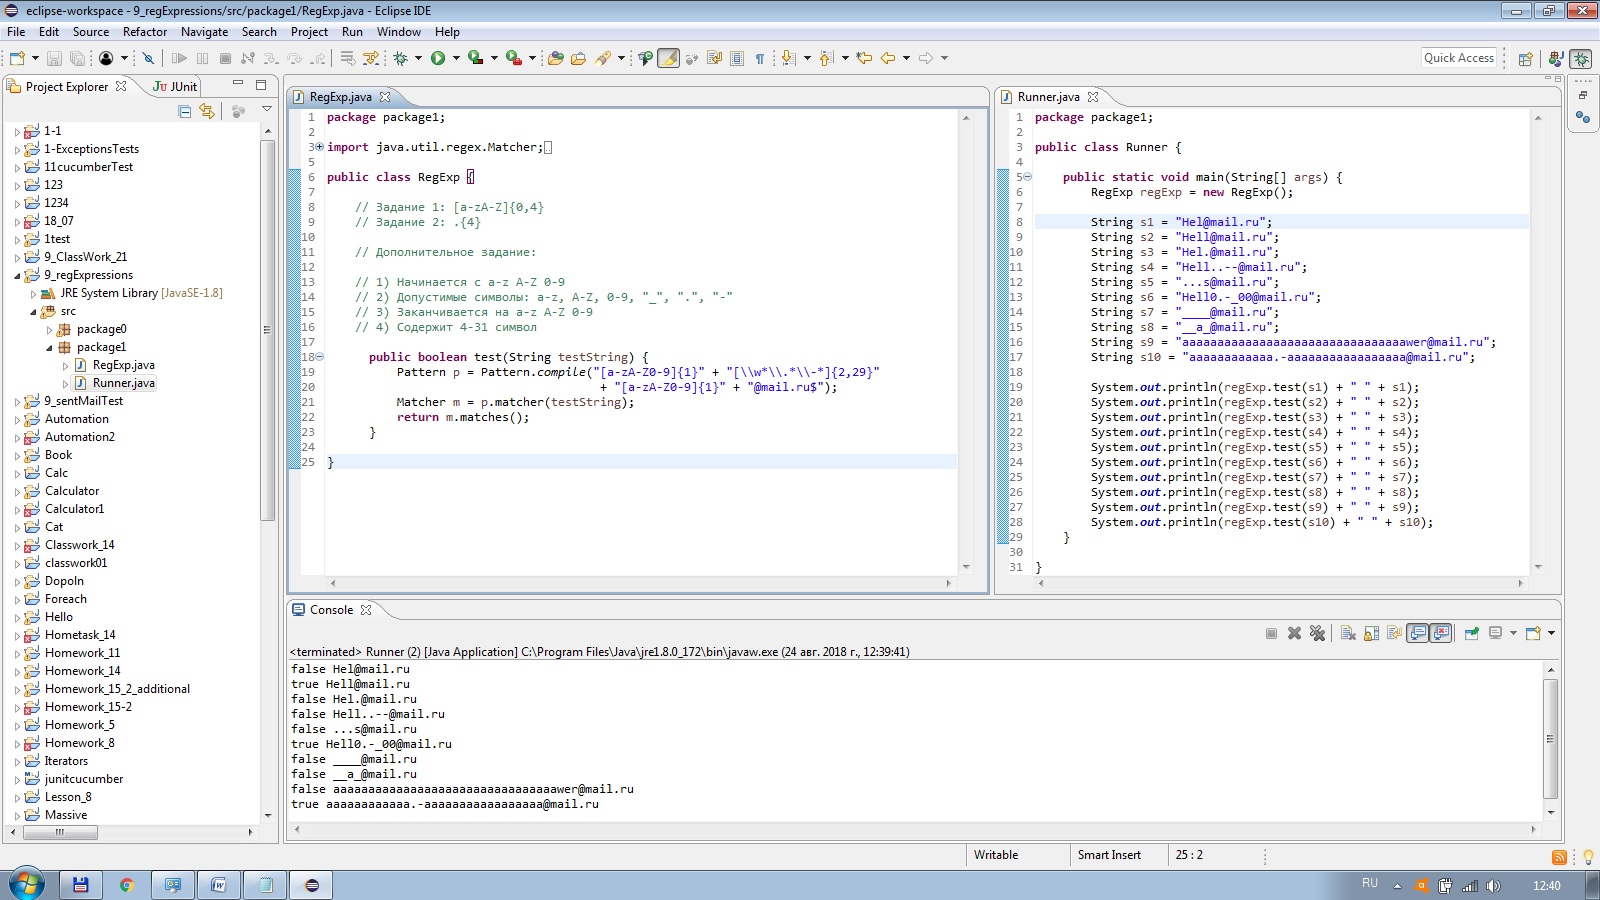 eclipse-workspace - 9_regExpressions/src/package1/RegExp.java - Eclipse IDE
File Edit Source Refactor Navigate Search Project Run Window Help
Quick Access
Project Explorer
JUnit
1-1
1-ExceptionsTests
11cucumberTest
123
1234
18_07
1test
9_ClassWork_21
9_regExpressions
JRE System Library [JavaSE-1.8]
src
package0
package1
RegExp.java
Runner.java
9_sentMailTest
Automation
Automation2
Book
Calc
Calculator
Calculator1
Cat
Classwork_14
classwork01
Dopoln
Foreach
Hello
Hometask_14
Homework_11
Homework_14
Homework_15_2_additional
Homework_15-2
Homework_5
Homework_8
Iterators
junitcucumber
Lesson_8
Massive
RegExp.java
1 package package1;
2
3 import java.util.regex.Matcher;
5
6 public class RegExp {
7
8 // Задание 1: [a-zA-Z]{0,4}
9 // Задание 2: .{4}
10
11 // Дополнительное задание:
12
13 // 1) Начинается с a-z A-Z 0-9
14 // 2) Допустимые символы: a-z, A-Z, 0-9, "_", ".", "-"
15 // 3) Заканчивается на a-z A-Z 0-9
16 // 4) Содержит 4-31 символ
17
18 public boolean test(String testString) {
19 Pattern p = Pattern.compile("[a-zA-Z0-9]{1}" + "[\\w*\\.*\\-*]{2,29}"
20 + "[a-zA-Z0-9]{1}" + "@mail.ru$");
21 Matcher m = p.matcher(testString);
22 return m.matches();
23 }
24
25 }
Runner.java
1 package package1;
2
3 public class Runner {
4
5 public static void main(String[] args) {
6 RegExp regExp = new RegExp();
7
8 String s1 = "Hel@mail.ru";
9 String s2 = "Hell@mail.ru";
10 String s3 = "Hel.@mail.ru";
11 String s4 = "Hell..--@mail.ru";
12 String s5 = "...s@mail.ru";
13 String s6 = "Hell0.-_00@mail.ru";
14 String s7 = "____@mail.ru";
15 String s8 = "__a_@mail.ru";
16 String s9 = "aaaaaaaaaaaaaaaaaaaaaaaaaaaaaaaawer@mail.ru";
17 String s10 = "aaaaaaaaaaaa.-aaaaaaaaaaaaaaaaa@mail.ru";
18
19 System.out.println(regExp.test(s1) + " " + s1);
20 System.out.println(regExp.test(s2) + " " + s2);
21 System.out.println(regExp.test(s3) + " " + s3);
22 System.out.println(regExp.test(s4) + " " + s4);
23 System.out.println(regExp.test(s5) + " " + s5);
24 System.out.println(regExp.test(s6) + " " + s6);
25 System.out.println(regExp.test(s7) + " " + s7);
26 System.out.println(regExp.test(s8) + " " + s8);
27 System.out.println(regExp.test(s9) + " " + s9);
28 System.out.println(regExp.test(s10) + " " + s10);
29 }
30
31 }
Console
<terminated> Runner (2) [Java Application] C:\Program Files\Java\jre1.8.0_172\bin\javaw.exe (24 авг. 2018 г., 12:39:41)
false Hel@mail.ru
true Hell@mail.ru
false Hel.@mail.ru
false Hell..--@mail.ru
false ...s@mail.ru
true Hell0.-_00@mail.ru
false ____@mail.ru
false __a_@mail.ru
false aaaaaaaaaaaaaaaaaaaaaaaaaaaaaaaawer@mail.ru
true aaaaaaaaaaaa.-aaaaaaaaaaaaaaaaa@mail.ru
Writable Smart Insert 25 : 2
RU 12:40